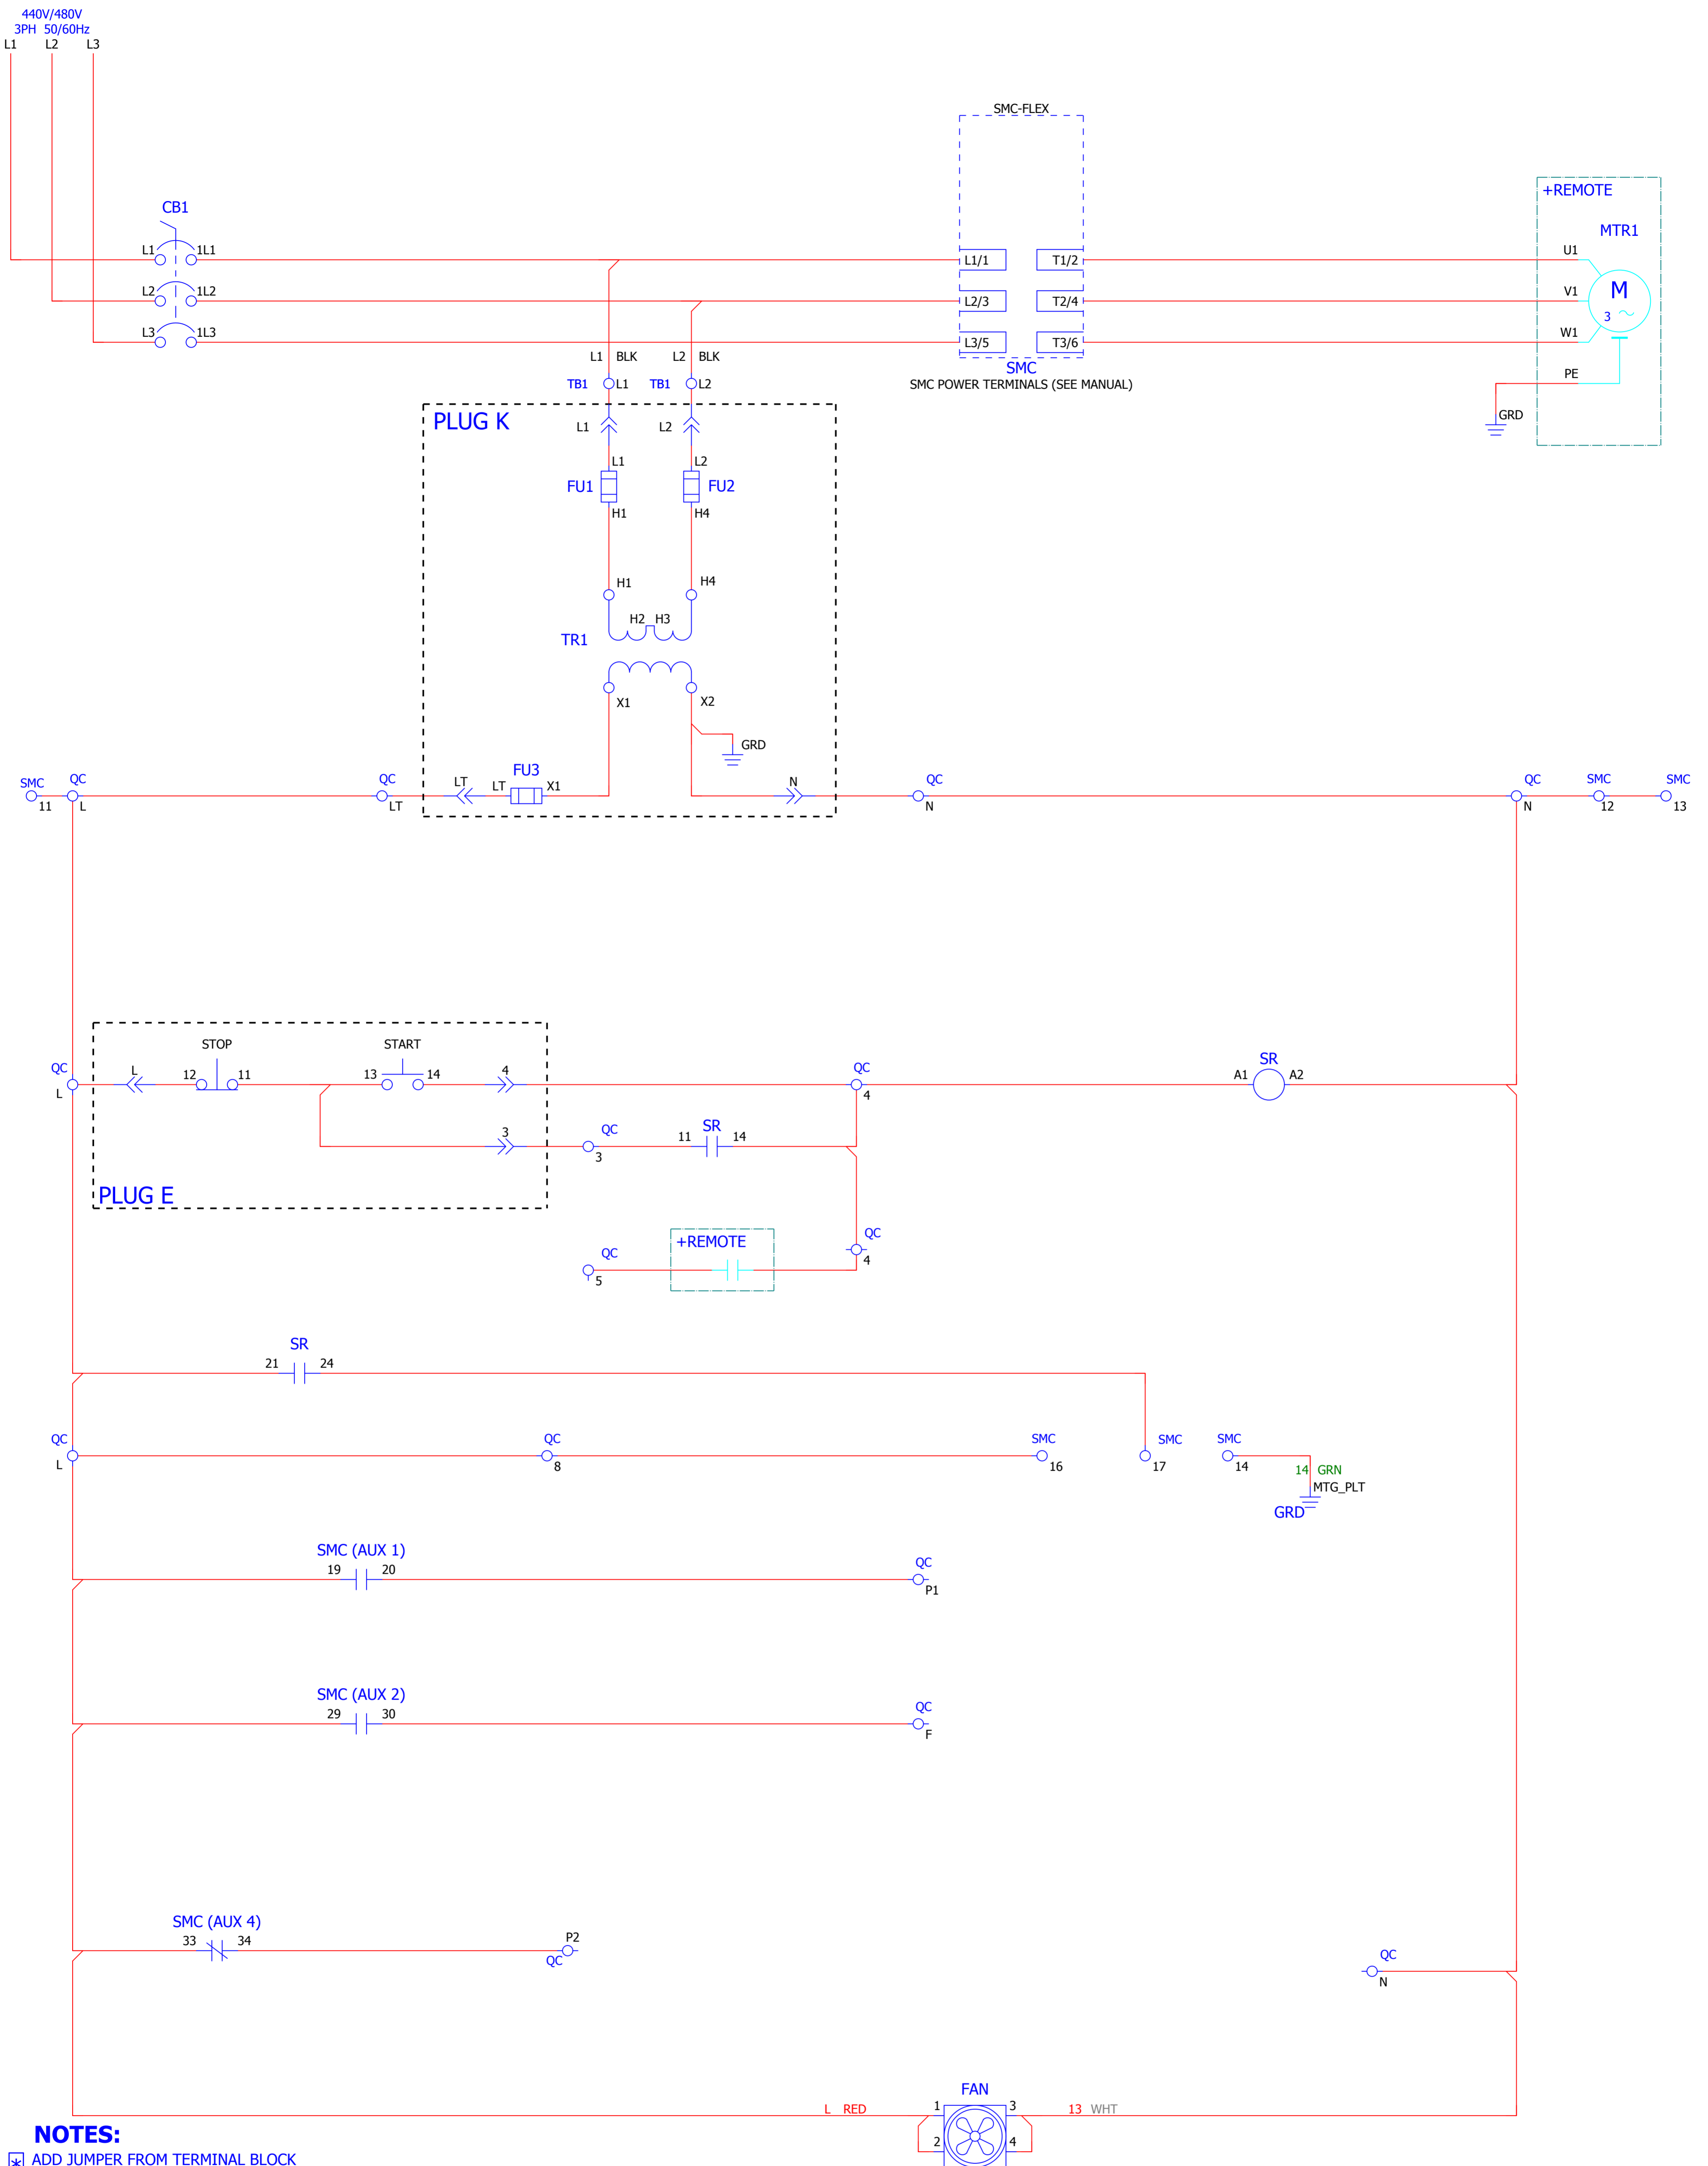 440V/480V
3PH 50/60Hz
L1 L2 L3
SMC-FLEX
+REMOTE
CB1
MTR1
L1 1L1
L1/1 T1/2
U1
L2 1L2
L2/3 T2/4
V1
M
3
L3 1L3
L3/5 T3/6
W1
L1 BLK L2 BLK
SMC
TB1 L1 TB1 L2
SMC POWER TERMINALS (SEE MANUAL)
PE
GRD
PLUG K
L1 L2
L1 L2
FU1 FU2
H1 H4
H1 H4
H2 H3
TR1
X1 X2
GRD
FU3
SMC QC QC LT LT X1 N QC QC SMC SMC
11 L LT N N 12 13
STOP START
QC L 12 11 13 14 4 QC SR
A1 A2
L 4
3 QC 11 SR 14
3
PLUG E
+REMOTE
QC QC
5 4
SR
21 24
QC QC SMC SMC SMC
L 8 16 17 14
14 GRN
MTG_PLT
GRD
SMC (AUX 1)
19 20 QC
P1
SMC (AUX 2)
29 30 QC
F
SMC (AUX 4)
33 34 P2
QC
QC
N
FAN
L RED 1 3 13 WHT
2 4
NOTES:
* ADD JUMPER FROM TERMINAL BLOCK